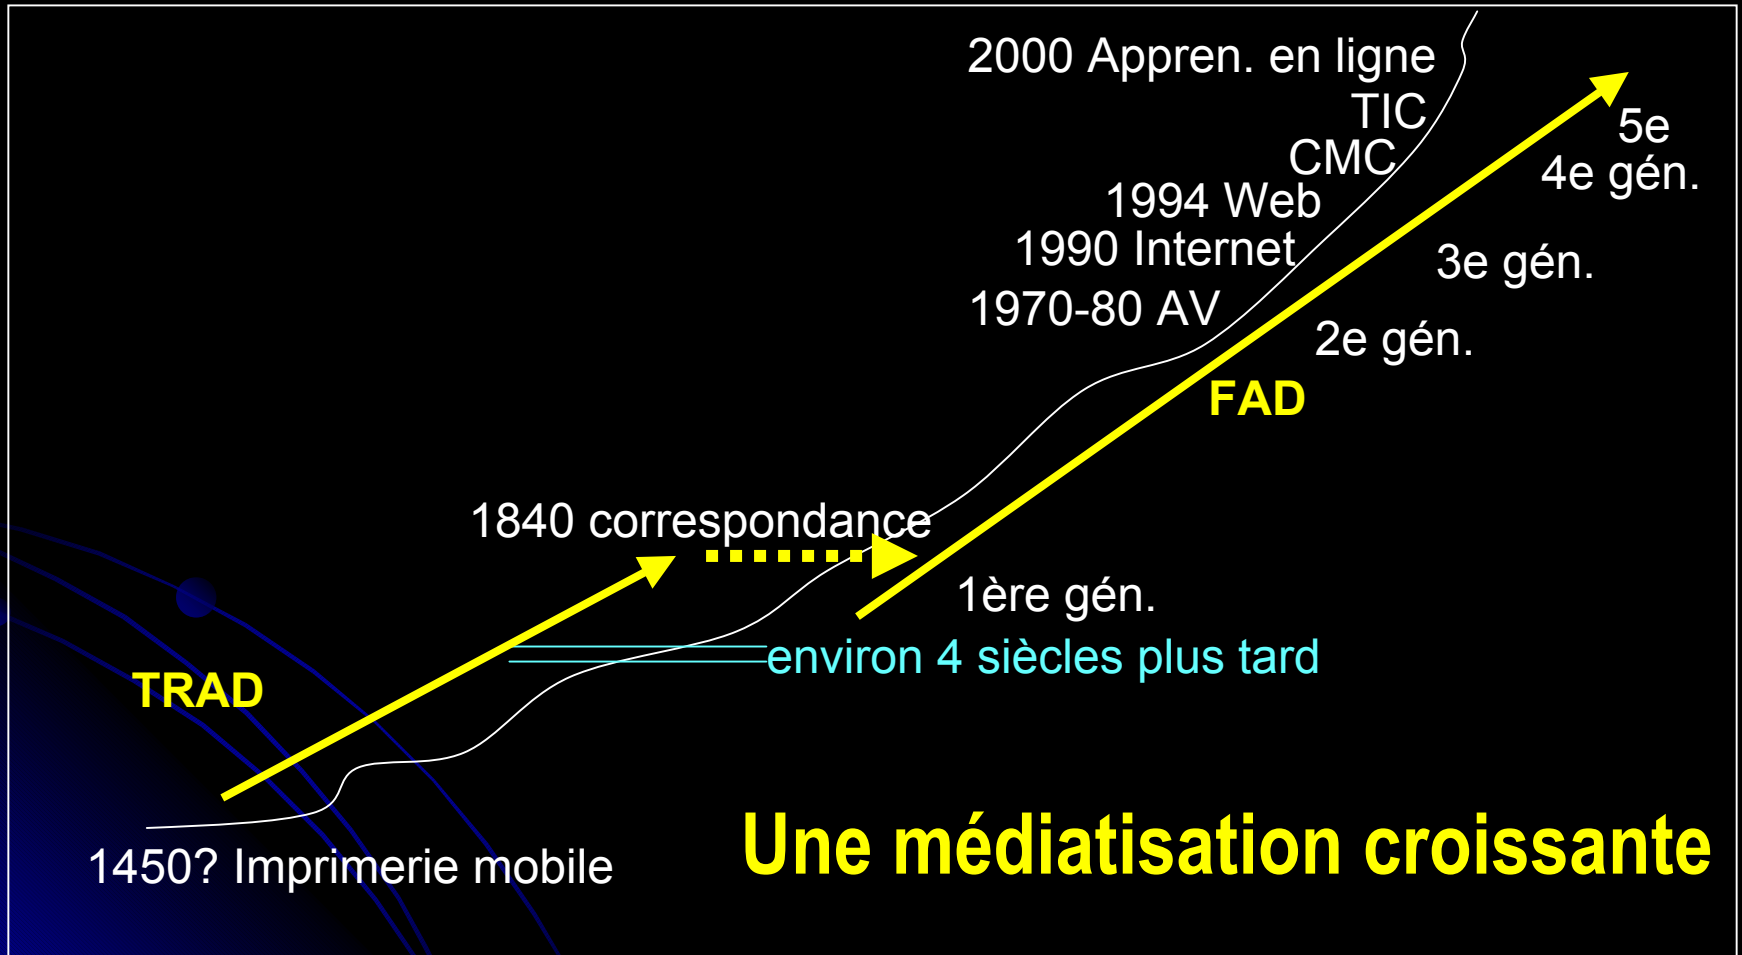 2000 Appren. en ligne
TIC
CMC
1994 Web
1990 Internet
1970-80 AV
5e
4e gén.
3e gén.
2e gén.
FAD
1840 correspondance
1ère gén.
environ 4 siècles plus tard
TRAD
1450? Imprimerie mobile
Une médiatisation croissante